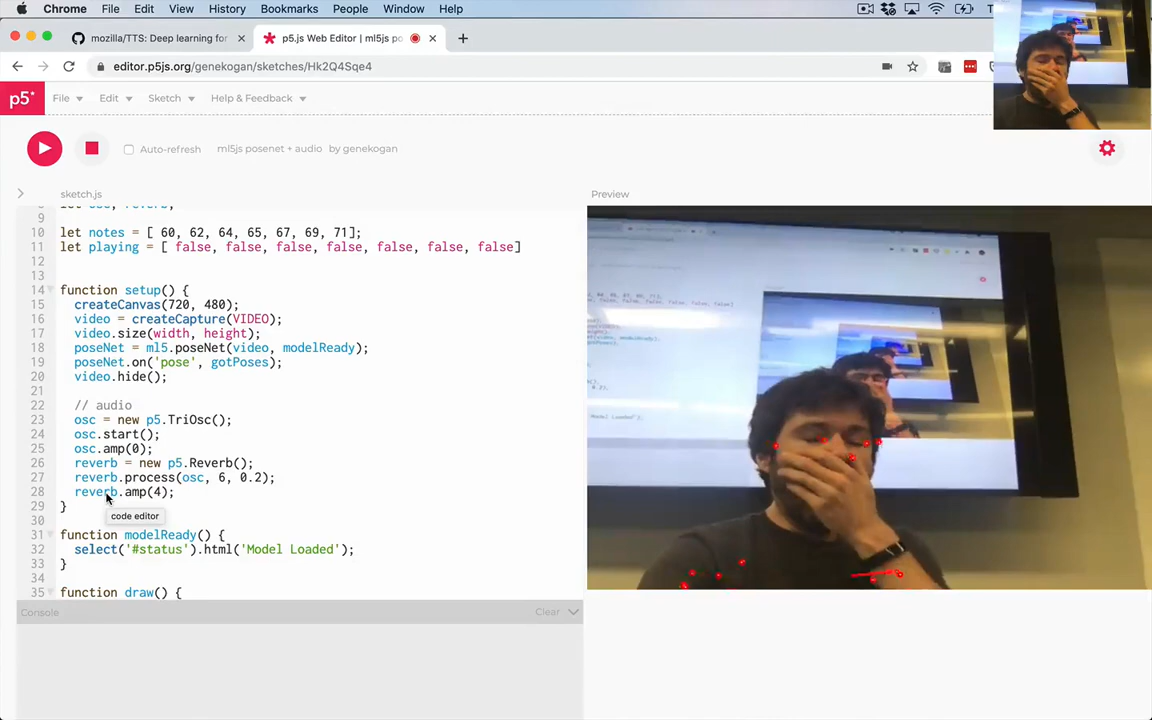 Chrome File Edit View History Bookmarks People Window Help
mozilla/TTS: Deep learning for
p5.js Web Editor | ml5js po
editor.p5js.org/genekogan/sketches/Hk2Q4Sqe4
p5* File Edit Sketch Help & Feedback
Auto-refresh ml5js posenet + audio by genekogan
sketch.js
Preview
9
10 let notes = [ 60, 62, 64, 65, 67, 69, 71];
11 let playing = [ false, false, false, false, false, false, false]
12
13
14 function setup() {
15 createCanvas(720, 480);
16 video = createCapture(VIDEO);
17 video.size(width, height);
18 poseNet = ml5.poseNet(video, modelReady);
19 poseNet.on('pose', gotPoses);
20 video.hide();
21
22 // audio
23 osc = new p5.TriOsc();
24 osc.start();
25 osc.amp(0);
26 reverb = new p5.Reverb();
27 reverb.process(osc, 6, 0.2);
28 reverb.amp(4);
29 }
code editor
30
31 function modelReady() {
32 select('#status').html('Model Loaded');
33 }
34
35 function draw() {
Console
Clear